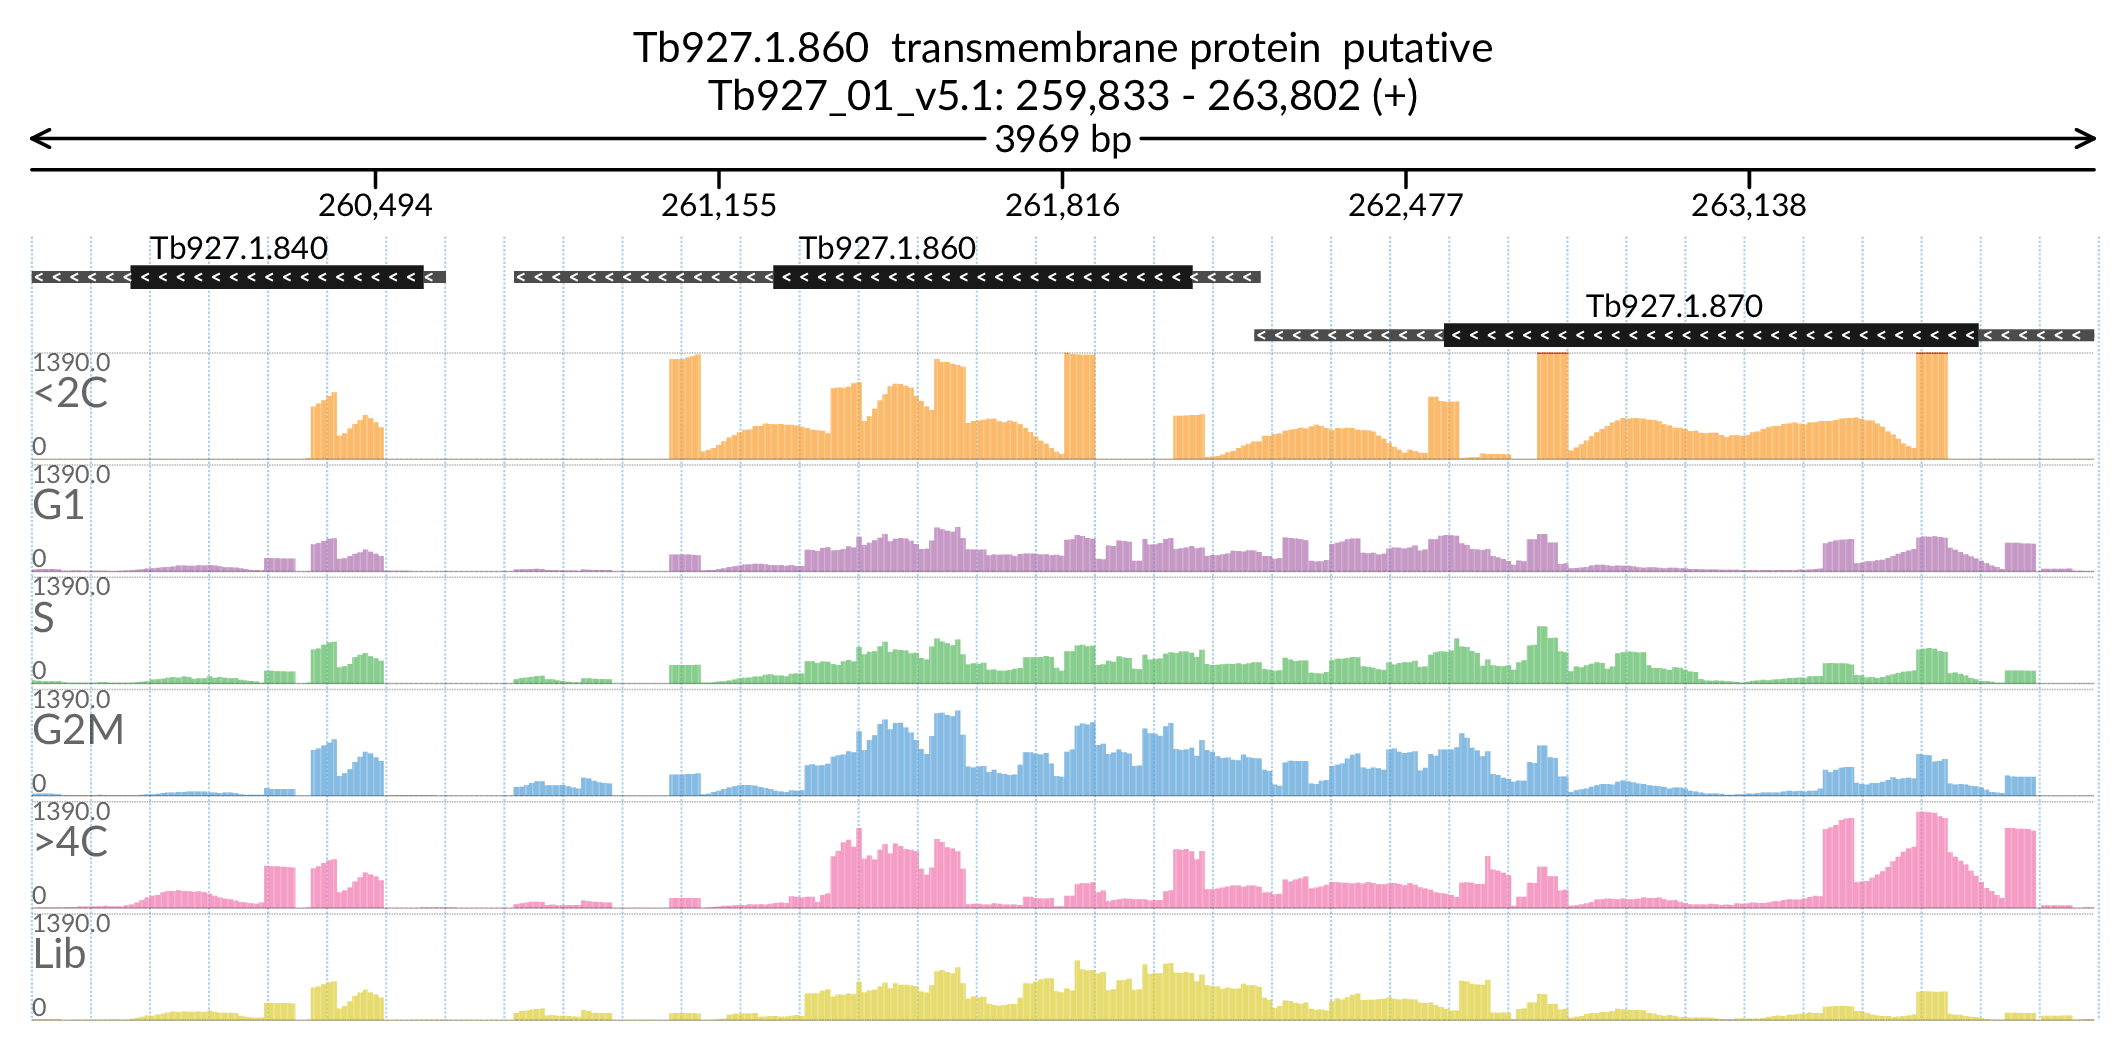 Tb927.1.860  transmembrane protein  putative
Tb927_01_v5.1: 259,833 - 263,802 (+)
3969 bp
260,494 261,155 261,816 262,477 263,138
Tb927.1.840 Tb927.1.860
Tb927.1.870
1390.0
<2C
0
1390.0
G1
0
1390.0
S
0
1390.0
G2M
0
1390.0
>4C
0
1390.0
Lib
0